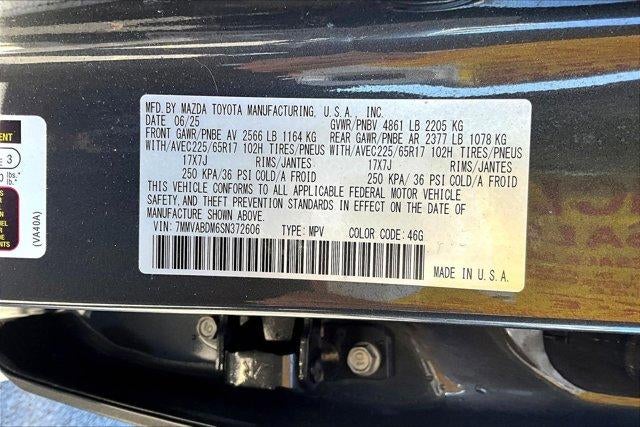 MFD. BY MAZDA TOYOTA MANUFACTURING, U.S.A., INC.
DATE 06/25 GVWR/PNBV 4861 LB 2205 KG
FRONT GAWR/PNBE AV 2566 LB 1164 KG REAR GAWR/PNBE AR 2377 LB 1078 KG
WITH/AVEC225/65R17 102H TIRES/PNEUS WITH/AVEC225/65R17 102H TIRES/PNEUS
17X7J RIMS/JANTES 17X7J RIMS/JANTES
250 KPA/36 PSI COLD/A FROID 250 KPA/ 36 PSI COLD/A FROID
THIS VEHICLE CONFORMS TO ALL APPLICABLE FEDERAL MOTOR VEHICLE
SAFETY, AND THEFT PREVENTION STANDARDS IN EFFECT ON THE DATE OF
MANUFACTURE SHOWN ABOVE.
VIN: 7MMVABDM6SN372606 TYPE: MPV COLOR CODE: 46G
MADE IN U.S.A.
3
lbs.
(VA40A)